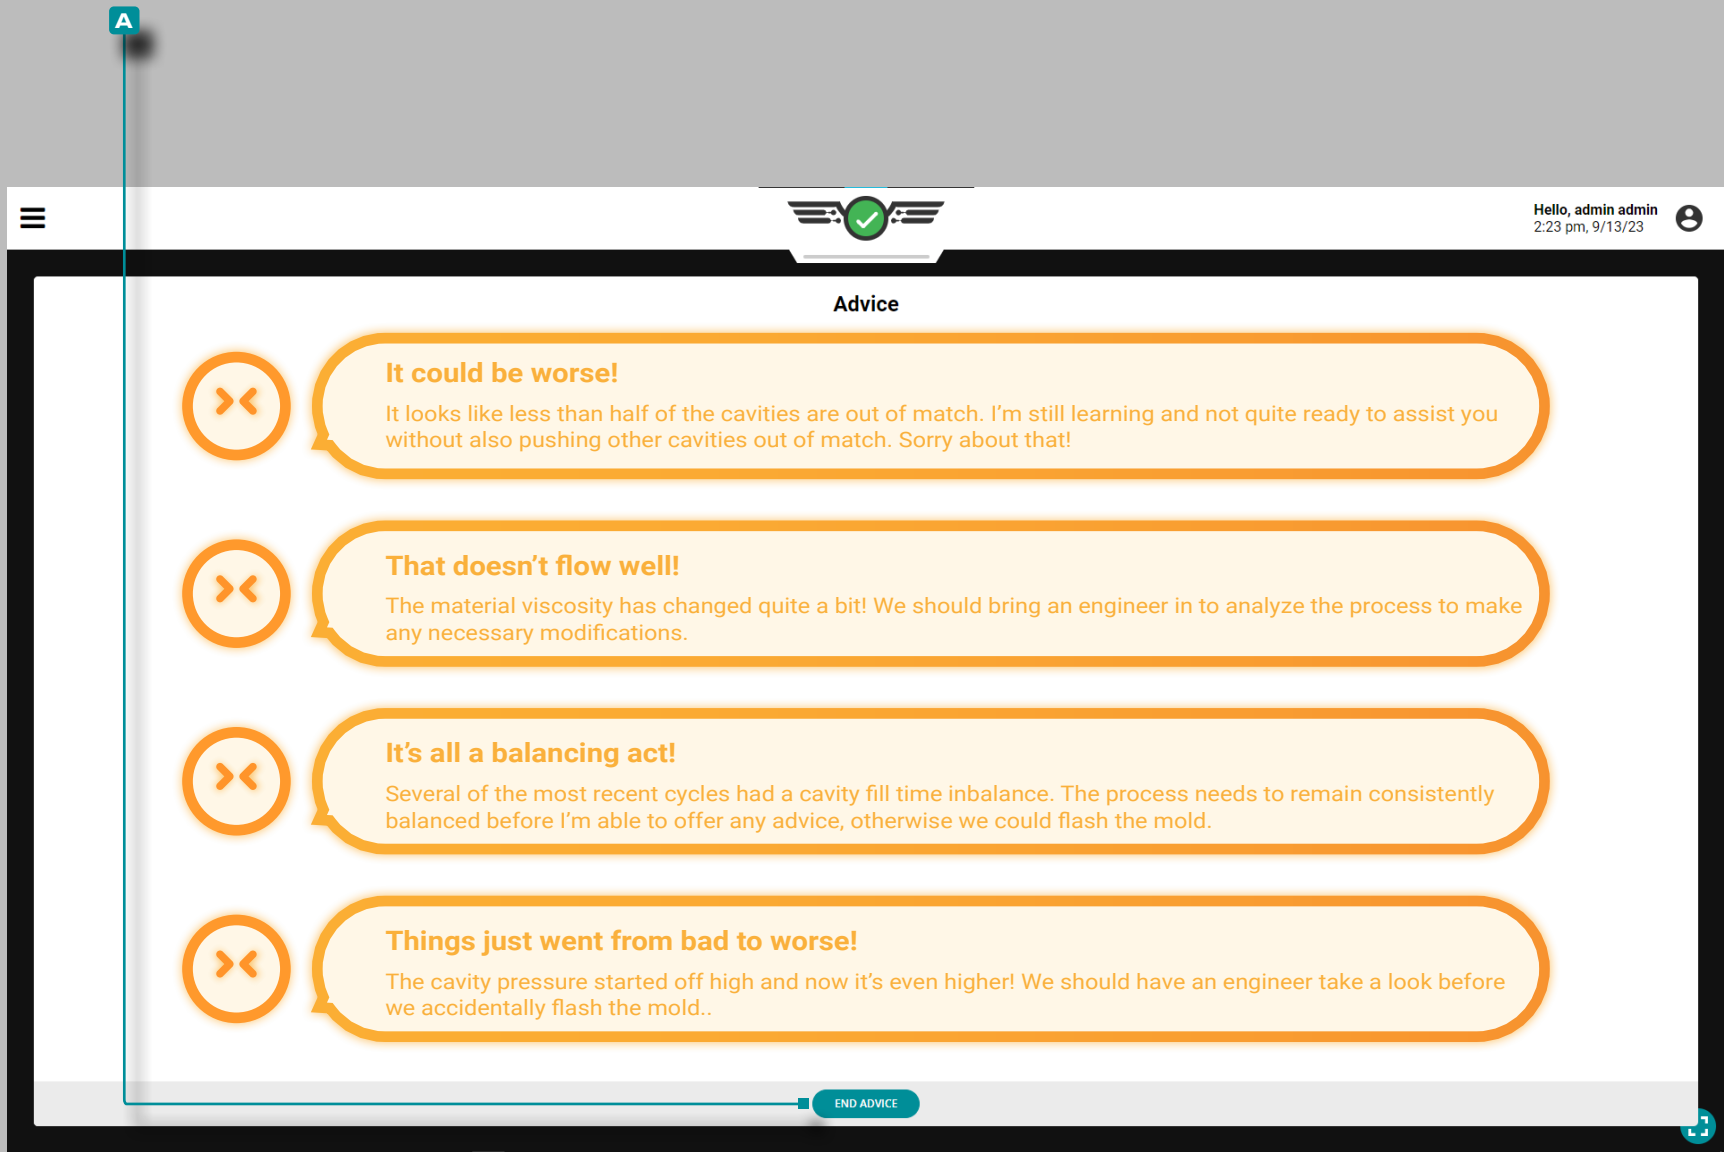 A
Hello, admin admin
2:23 pm, 9/13/23
Advice
It could be worse!
It looks like less than half of the cavities are out of match. I'm still learning and not quite ready to assist you
without also pushing other cavities out of match. Sorry about that!
That doesn't flow well!
The material viscosity has changed quite a bit! We should bring an engineer in to analyze the process to make
any necessary modifications.
It's all a balancing act!
Several of the most recent cycles had a cavity fill time inbalance. The process needs to remain consistently
balanced before I'm able to offer any advice, otherwise we could flash the mold.
Things just went from bad to worse!
The cavity pressure started off high and now it's even higher! We should have an engineer take a look before
we accidentally flash the mold..
END ADVICE